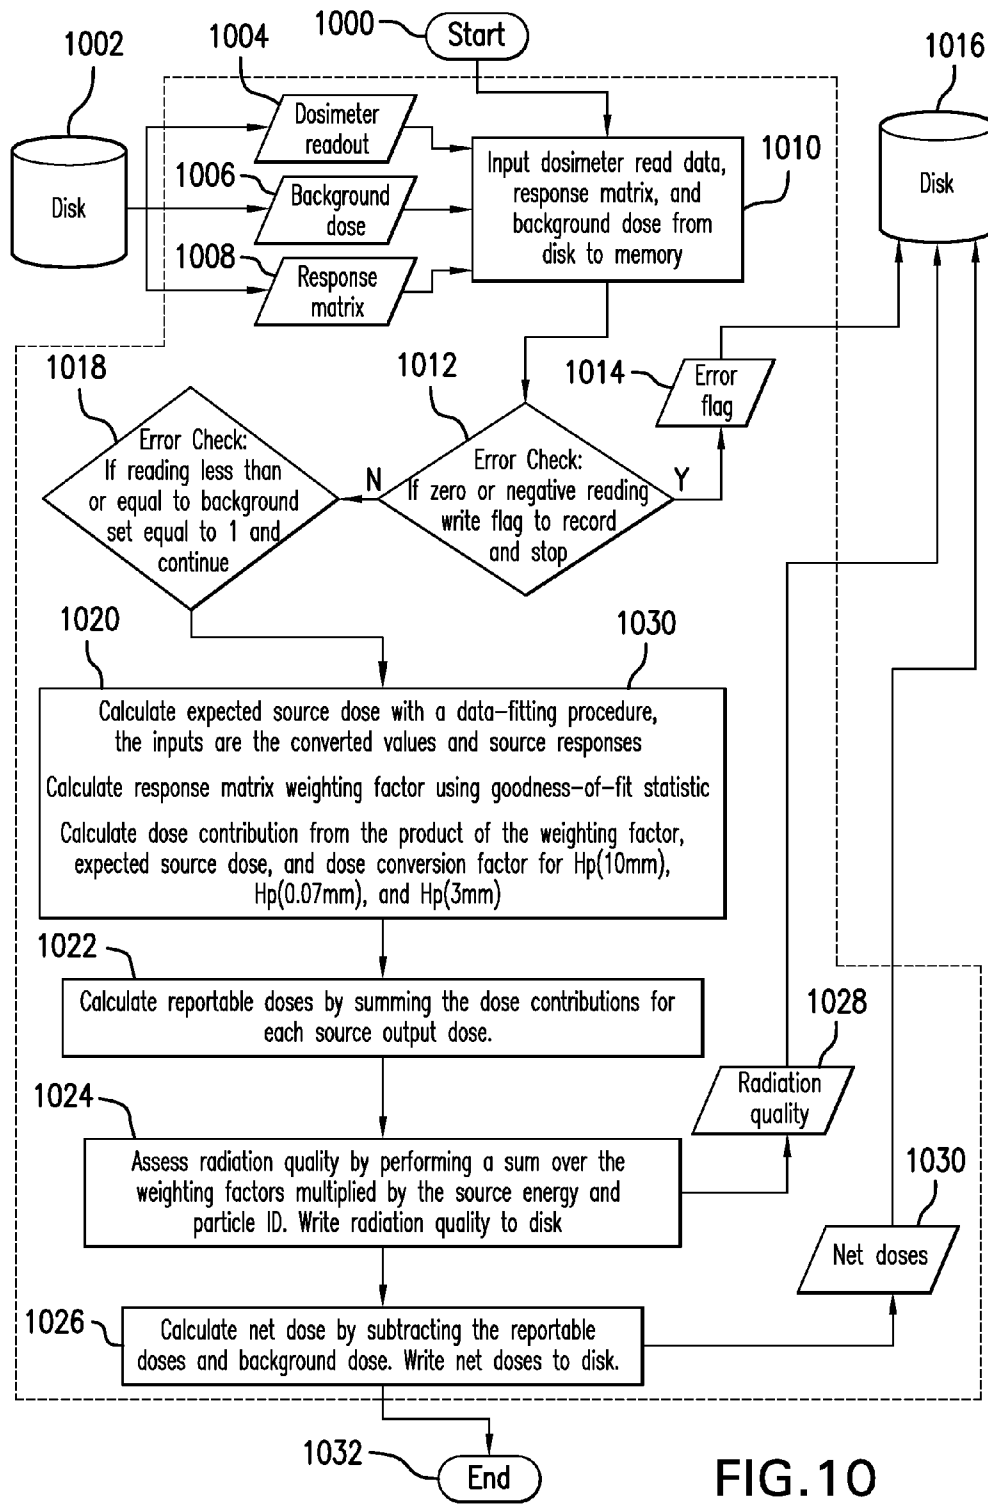 1000
Start
1002
1004
1016
Dosimeter
readout
Disk
1006
Background
dose
1008
Response
matrix
Input dosimeter read data,
response matrix, and
background dose from
disk to memory
1010
Disk
1018
1012
1014
Error
flag
Error Check:
If reading less than
or equal to background
set equal to 1 and
continue
N
Error Check:
If zero or negative reading
write flag to record
and stop
Y
1020
1030
Calculate expected source dose with a data-fitting procedure,
the inputs are the converted values and source responses
Calculate response matrix weighting factor using goodness-of-fit statistic
Calculate dose contribution from the product of the weighting factor,
expected source dose, and dose conversion factor for Hp(10mm),
Hp(0.07mm), and Hp(3mm)
1022
Calculate reportable doses by summing the dose contributions for
each source output dose.
1028
Radiation
quality
1024
Assess radiation quality by performing a sum over the
weighting factors multiplied by the source energy and
particle ID. Write radiation quality to disk
1030
Net doses
1026
Calculate net dose by subtracting the reportable
doses and background dose. Write net doses to disk.
1032
End
FIG.10